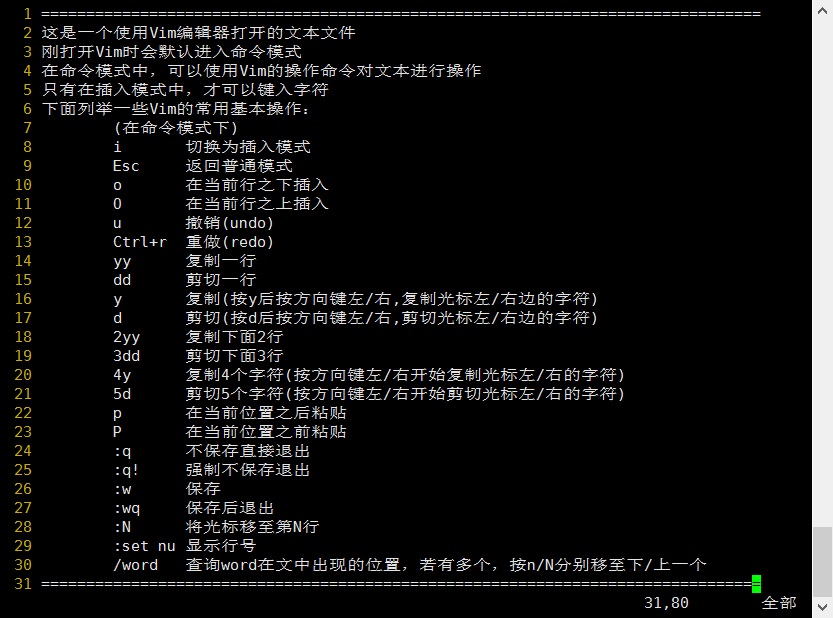 1 ================================================================================
2 这是一个使用Vim编辑器打开的文本文件
3 刚打开Vim时会默认进入命令模式
4 在命令模式中，可以使用Vim的操作命令对文本进行操作
5 只有在插入模式中，才可以键入字符
6 下面列举一些Vim的常用基本操作：
7 (在命令模式下)
8 i 切换为插入模式
9 Esc 返回普通模式
10 o 在当前行之下插入
11 O 在当前行之上插入
12 u 撤销(undo)
13 Ctrl+r 重做(redo)
14 yy 复制一行
15 dd 剪切一行
16 y 复制(按y后按方向键左/右,复制光标左/右边的字符)
17 d 剪切(按d后按方向键左/右,剪切光标左/右边的字符)
18 2yy 复制下面2行
19 3dd 剪切下面3行
20 4y 复制4个字符(按方向键左/右开始复制光标左/右的字符)
21 5d 剪切5个字符(按方向键左/右开始剪切光标左/右的字符)
22 p 在当前位置之后粘贴
23 P 在当前位置之前粘贴
24 :q 不保存直接退出
25 :q! 强制不保存退出
26 :w 保存
27 :wq 保存后退出
28 :N 将光标移至第N行
29 :set nu 显示行号
30 /word 查询word在文中出现的位置，若有多个，按n/N分别移至下/上一个
31 ================================================================================
31,80 全部